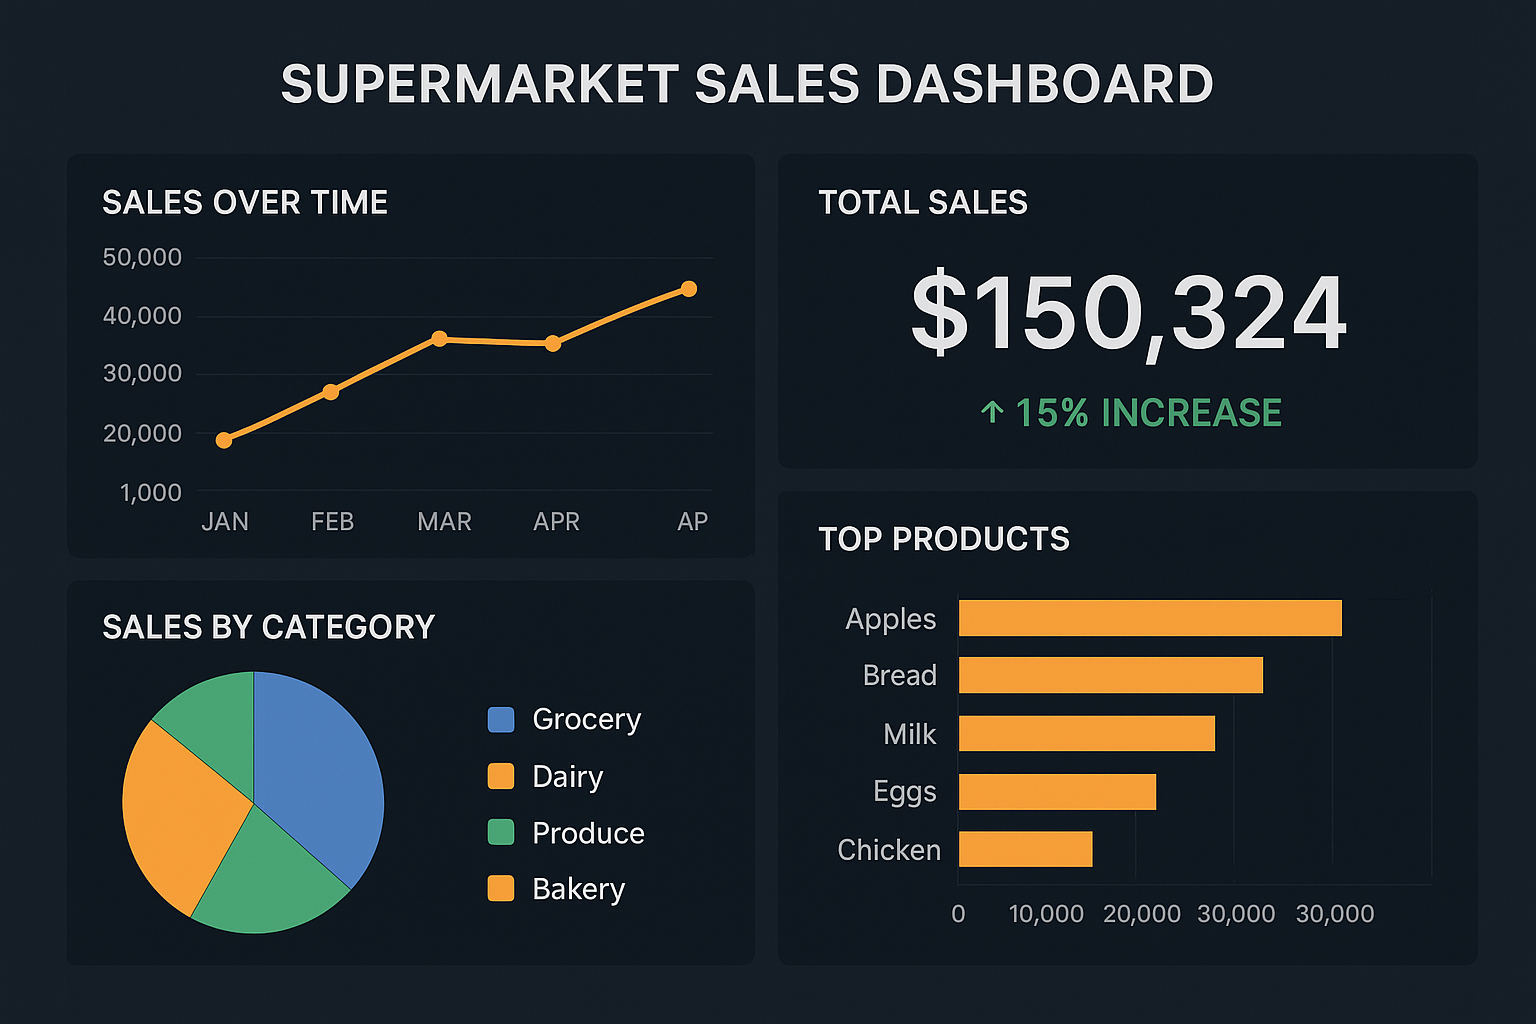 SUPERMARKET SALES DASHBOARD
SALES OVER TIME
50,000
40,000
30,000
20,000
1,000
JAN FEB MAR APR AP
TOTAL SALES
$150,324
↑ 15% INCREASE
SALES BY CATEGORY
Grocery
Dairy
Produce
Bakery
TOP PRODUCTS
Apples
Bread
Milk
Eggs
Chicken
0 10,000 20,000 30,000 30,000